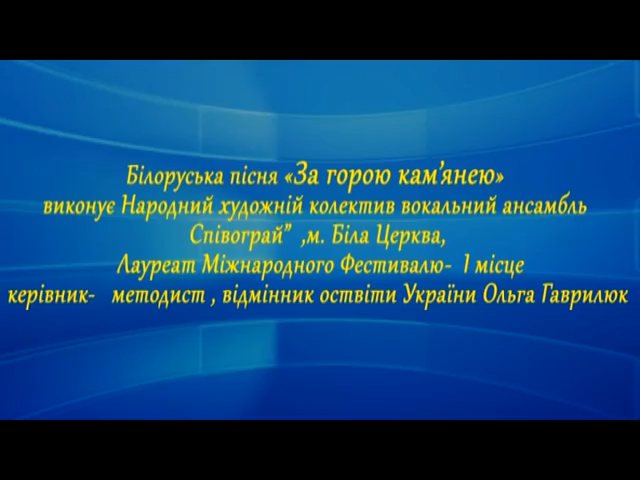 Білоруська пісня «За горою кам’янею»
виконує Народний художній колектив вокальний ансамбль
Співограй” ,м. Біла Церква,
Лауреат Міжнародного Фестивалю- І місце
керівник- методист , відмінник оствіти України Ольга Гаврилюк